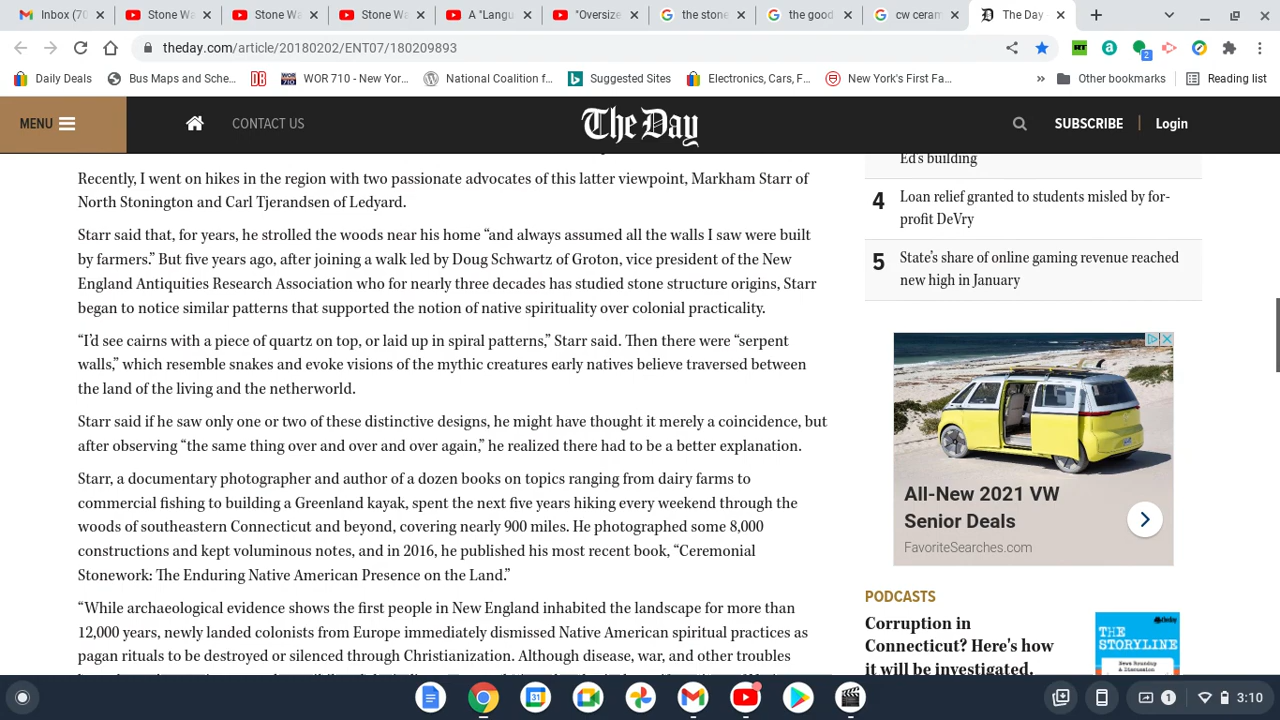 Inbox (70
Stone Wa
Stone Wa
Stone Wa
A "Langu
"Oversize
the stone
the good
cw ceram
The Day
theday.com/article/20180202/ENT07/180209893
2
Daily Deals
Bus Maps and Sche...
WOR 710 - New Yor...
National Coalition f...
Suggested Sites
Electronics, Cars, F...
New York's First Fa...
»
Other bookmarks
Reading list
MENU
CONTACT US
The Day
SUBSCRIBE
Login
Recently, I went on hikes in the region with two passionate advocates of this latter viewpoint, Markham Starr of
North Stonington and Carl Tjerandsen of Ledyard.
Starr said that, for years, he strolled the woods near his home “and always assumed all the walls I saw were built
by farmers.” But five years ago, after joining a walk led by Doug Schwartz of Groton, vice president of the New
England Antiquities Research Association who for nearly three decades has studied stone structure origins, Starr
began to notice similar patterns that supported the notion of native spirituality over colonial practicality.
“I’d see cairns with a piece of quartz on top, or laid up in spiral patterns,” Starr said. Then there were “serpent
walls,” which resemble snakes and evoke visions of the mythic creatures early natives believe traversed between
the land of the living and the netherworld.
Starr said if he saw only one or two of these distinctive designs, he might have thought it merely a coincidence, but
after observing “the same thing over and over and over again,” he realized there had to be a better explanation.
Starr, a documentary photographer and author of a dozen books on topics ranging from dairy farms to
commercial fishing to building a Greenland kayak, spent the next five years hiking every weekend through the
woods of southeastern Connecticut and beyond, covering nearly 900 miles. He photographed some 8,000
constructions and kept voluminous notes, and in 2016, he published his most recent book, “Ceremonial
Stonework: The Enduring Native American Presence on the Land.”
“While archaeological evidence shows the first people in New England inhabited the landscape for more than
12,000 years, newly landed colonists from Europe immediately dismissed Native American spiritual practices as
pagan rituals to be destroyed or silenced through Christianization. Although disease, war, and other troubles
Ed’s building
4
Loan relief granted to students misled by for-
profit DeVry
5
State’s share of online gaming revenue reached
new high in January
All-New 2021 VW
Senior Deals
FavoriteSearches.com
PODCASTS
Corruption in
Connecticut? Here’s how
it will be investigated.
theday
THE
STORYLINE
News Roundup
& Discussion
31
1
3:10